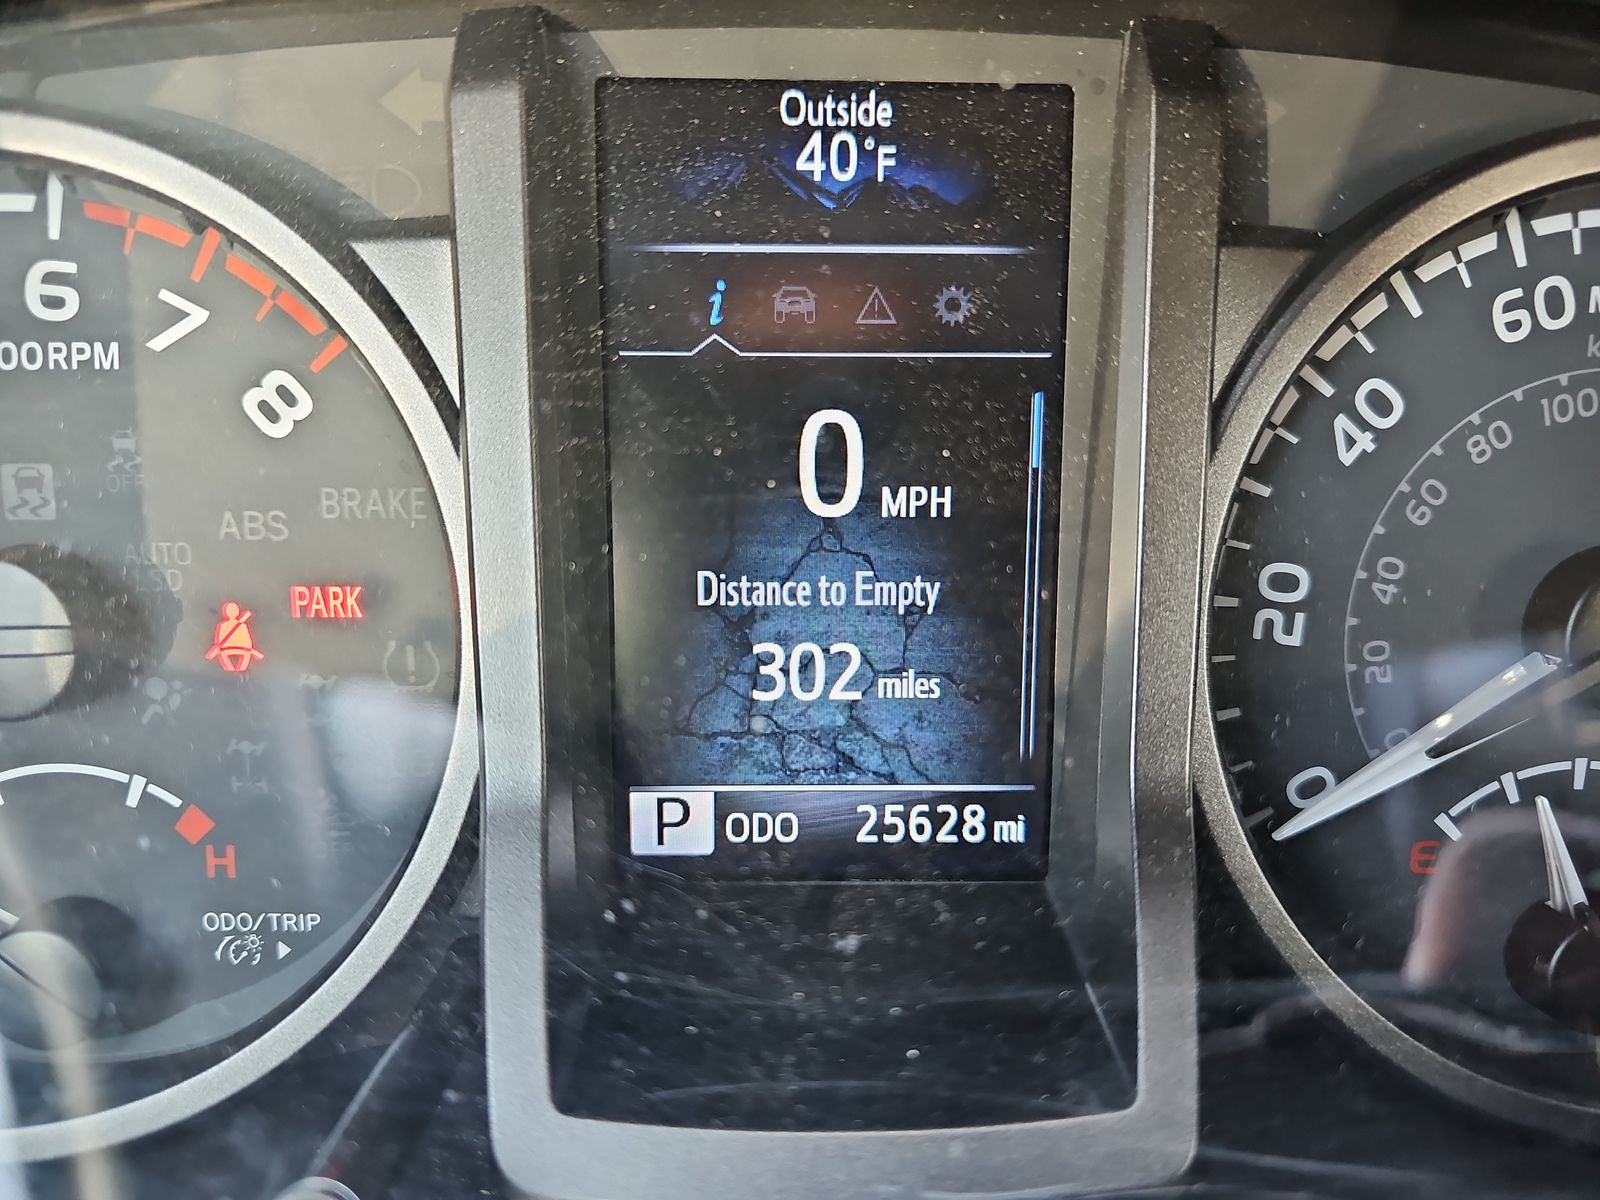 Outside
40°F
0 MPH
Distance to Empty
302 miles
P ODO 25628 mi
6
7
8
00RPM
OFF
ABS
BRAKE
AUTO
PARK
H
ODO/TRIP
60
40
20
0
100
80
60
40
20
E